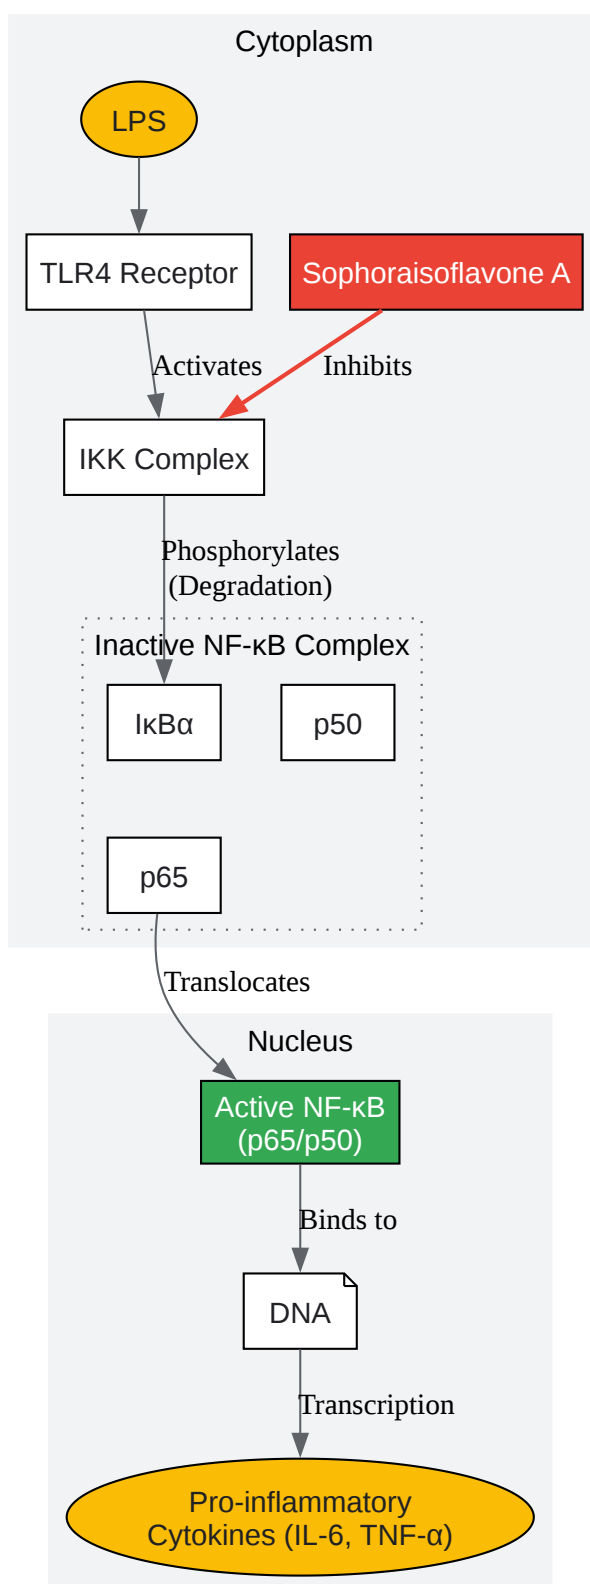 Cytoplasm
LPS
TLR4 Receptor
Sophoraisoflavone A
Activates
Inhibits
IKK Complex
Phosphorylates
(Degradation)
Inactive NF-κB Complex
IκBα
p50
p65
Translocates
Nucleus
Active NF-κB
(p65/p50)
Binds to
DNA
Transcription
Pro-inflammatory
Cytokines (IL-6, TNF-α)